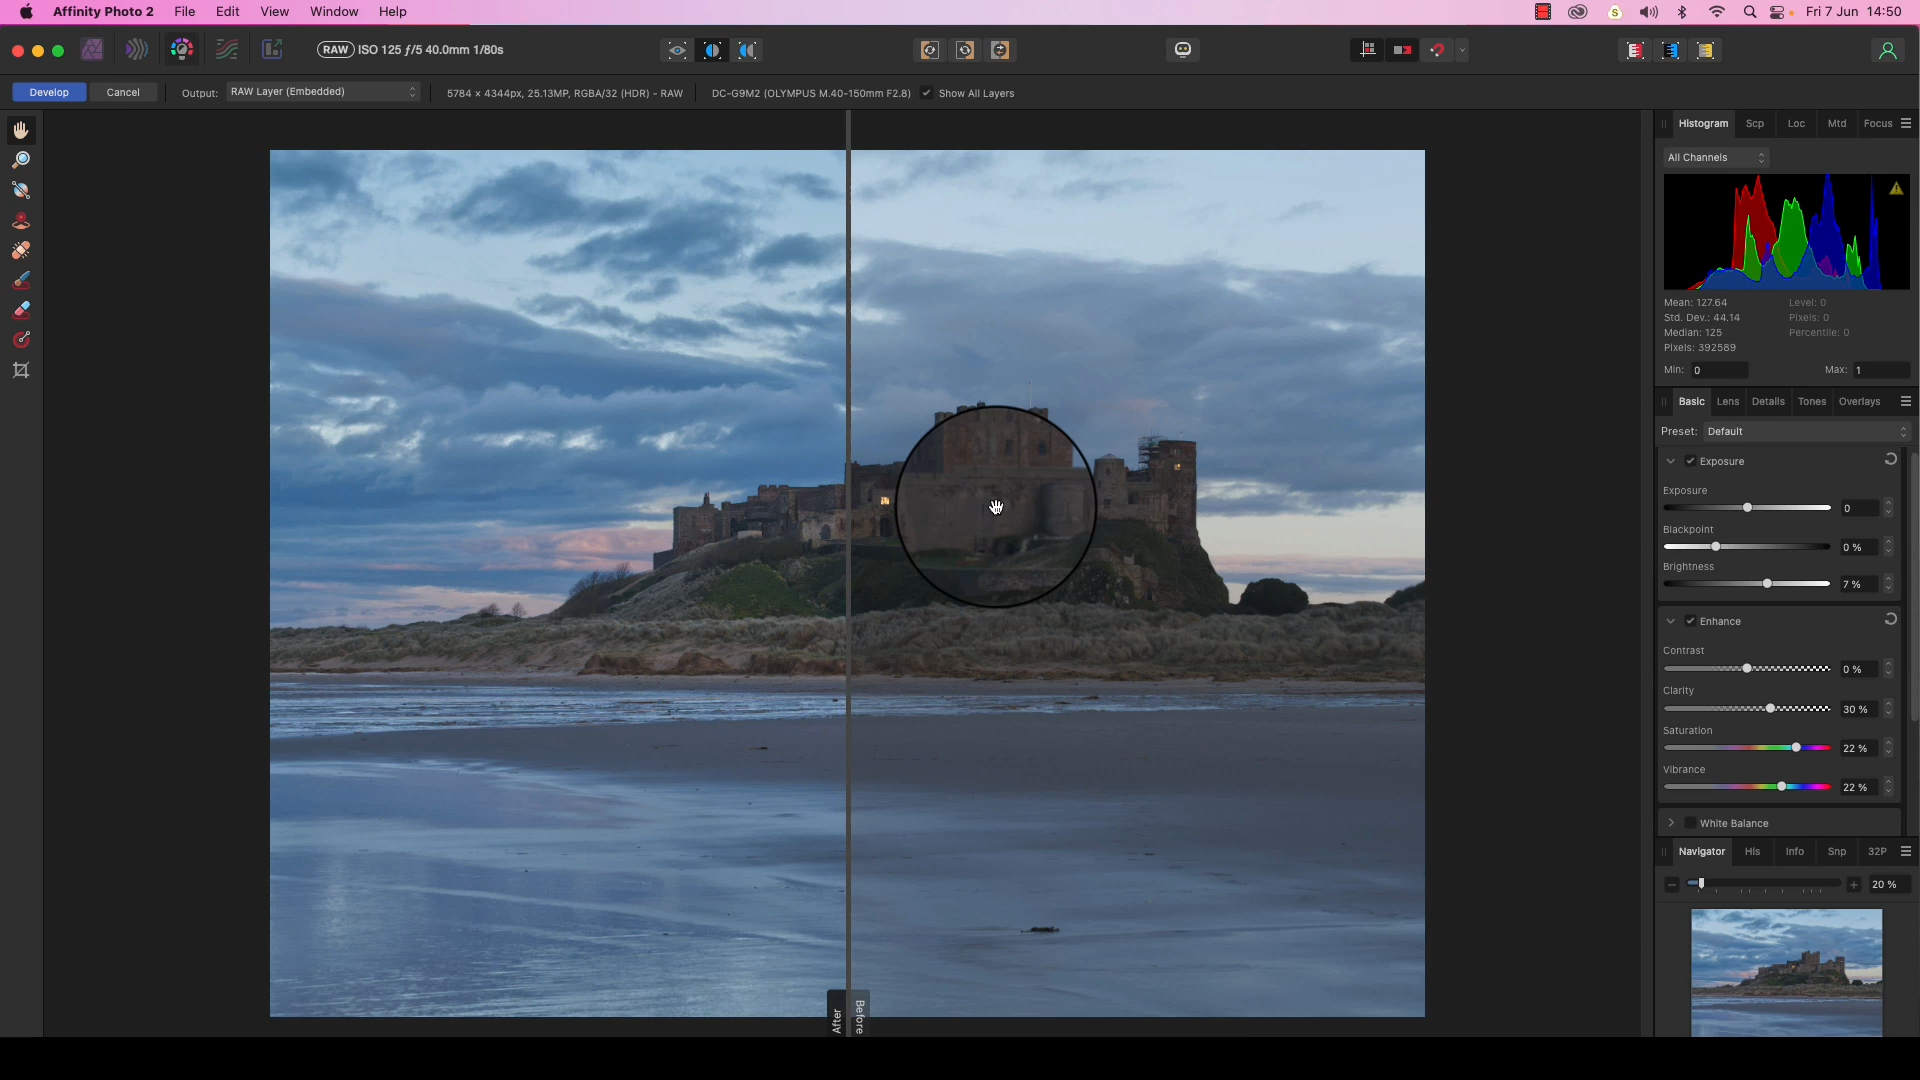 Affinity Photo 2 File Edit View Window Help
S
Fri 7 Jun 14:50
RAW ISO 125 ƒ/5 40.0mm 1/80s
Develop Cancel Output: RAW Layer (Embedded) 5784 × 4344px, 25.13MP, RGBA/32 (HDR) - RAW DC-G9M2 (OLYMPUS M.40-150mm F2.8) Show All Layers
Histogram Scp Loc Mtd Focus
All Channels
Mean: 127.64 Level: 0
Std. Dev.: 44.14 Pixels: 0
Median: 125 Percentile: 0
Pixels: 392589
Min: 0 Max: 1
Basic Lens Details Tones Overlays
Preset: Default
Exposure
Exposure
0
Blackpoint
0 %
Brightness
7 %
Enhance
Contrast
0 %
Clarity
30 %
Saturation
22 %
Vibrance
22 %
White Balance
Navigator His Info Snp 32P
20 %
After
Before